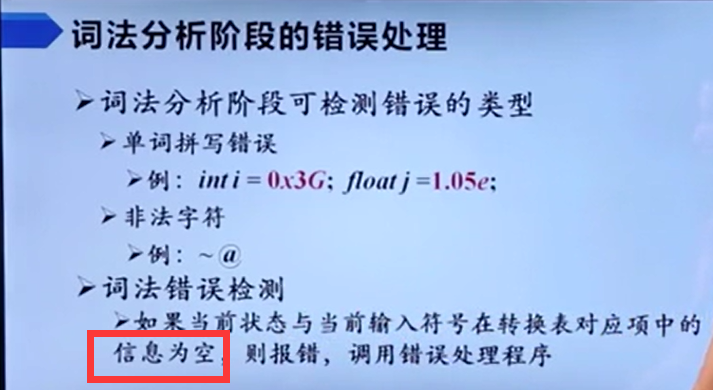 词法分析阶段的错误处理
➢词法分析阶段可检测错误的类型
➢单词拼写错误
➢例：int i = 0x3G; float j =1.05e;
➢非法字符
➢例：~ @
➢词法错误检测
➢如果当前状态与当前输入符号在转换表对应项中的
信息为空，则报错，调用错误处理程序